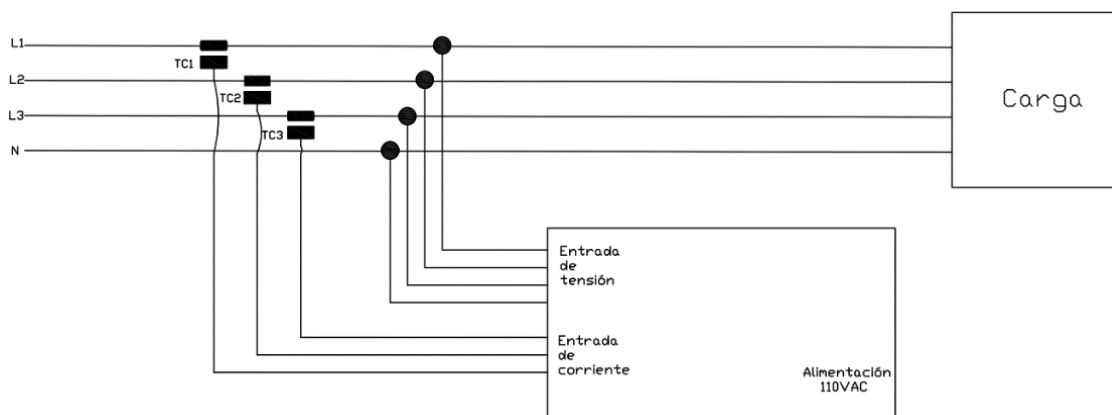 L1
TC1
L2
TC2
L3
TC3
N
Carga
Entrada
de
tensión
Entrada
de
corriente
Alimentación
110VAC